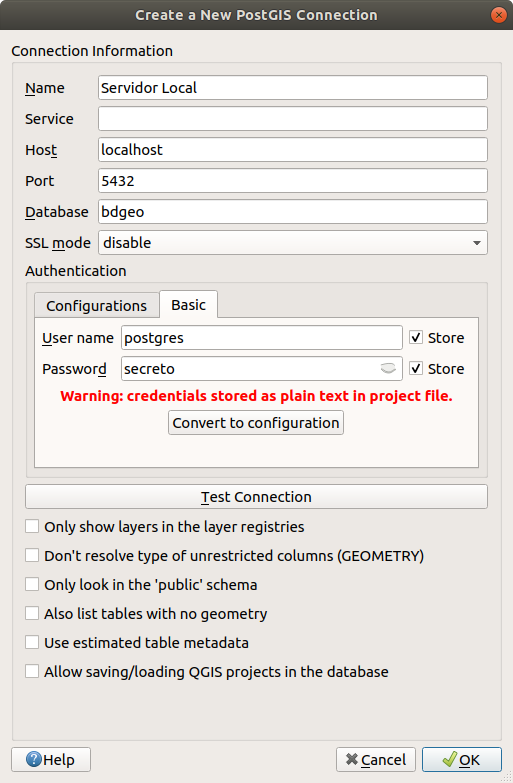 Create a New PostGIS Connection
Connection Information
Name Servidor Local
Service
Host localhost
Port 5432
Database bdgeo
SSL mode disable
Authentication
Configurations Basic
User name postgres Store
Password secreto Store
Warning: credentials stored as plain text in project file.
Convert to configuration
Test Connection
Only show layers in the layer registries
Don't resolve type of unrestricted columns (GEOMETRY)
Only look in the 'public' schema
Also list tables with no geometry
Use estimated table metadata
Allow saving/loading QGIS projects in the database
Help Cancel OK